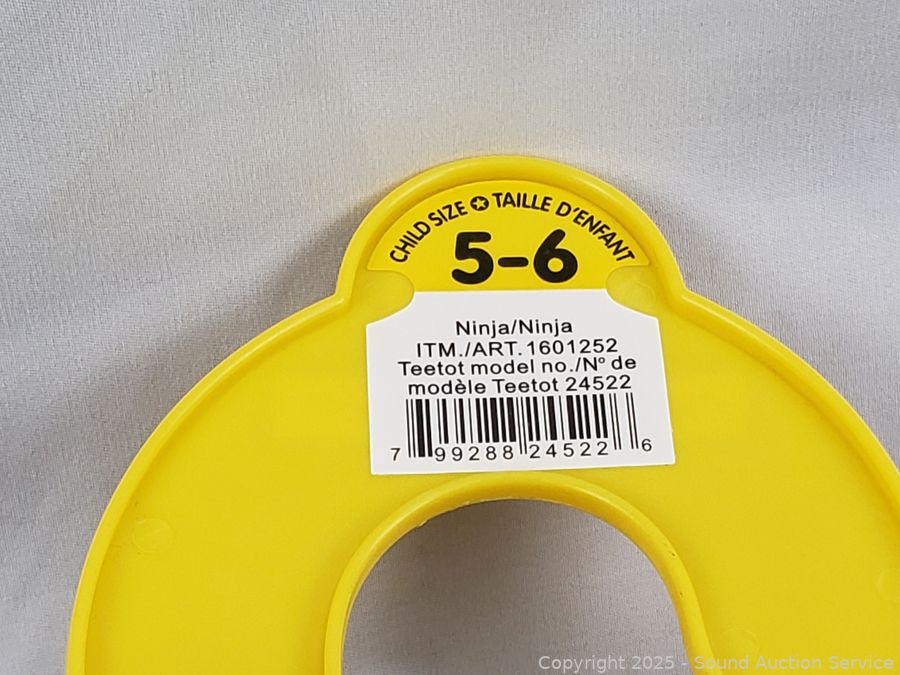 CHILD SIZE ✪ TAILLE D'ENFANT
5-6
Ninja/Ninja
ITM./ART. 1601252
Teetot model no./Nº de
modèle Teetot 24522
7 99288 24522 6
Copyright 2025 - Sound Auction Service